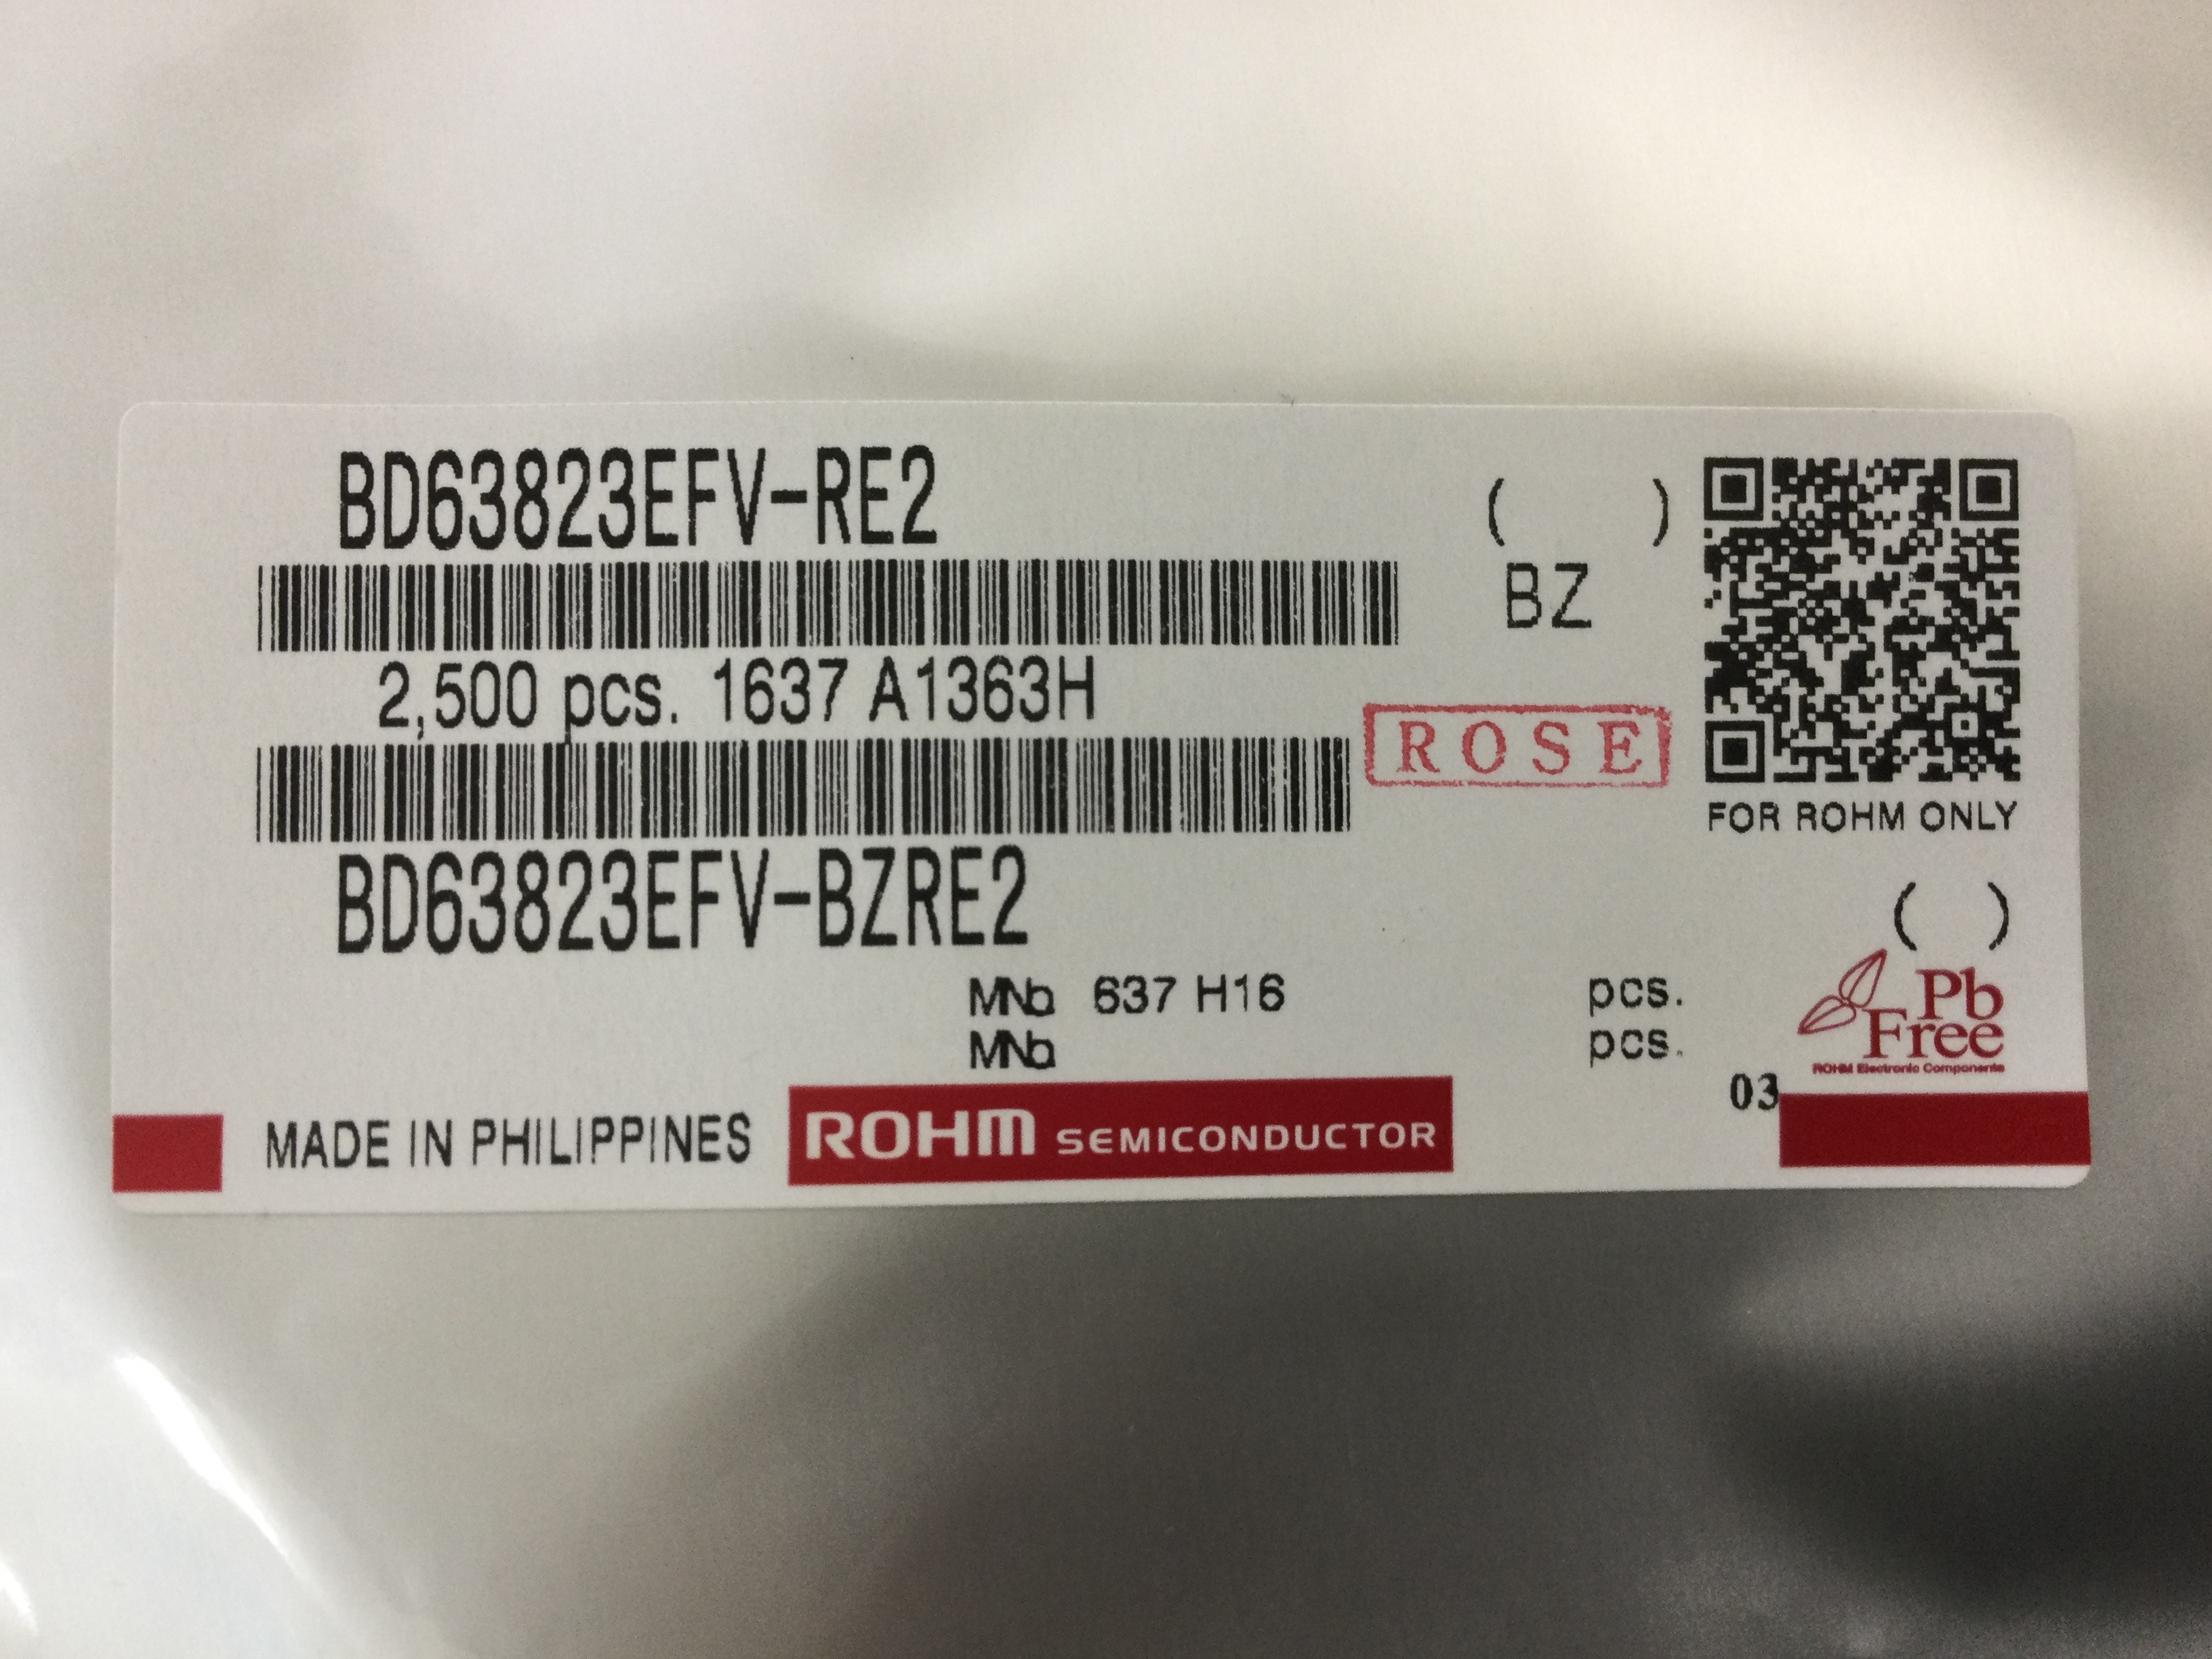 BD63823EFV-RE2
( )
BZ
2,500 pcs. 1637 A1363H
ROSE
FOR ROHM ONLY
BD63823EFV-BZRE2
( )
MNo. 637 H16 pcs.
MNo. pcs.
Pb
Free
ROHM Electronic Components
03
MADE IN PHILIPPINES
ROHM SEMICONDUCTOR